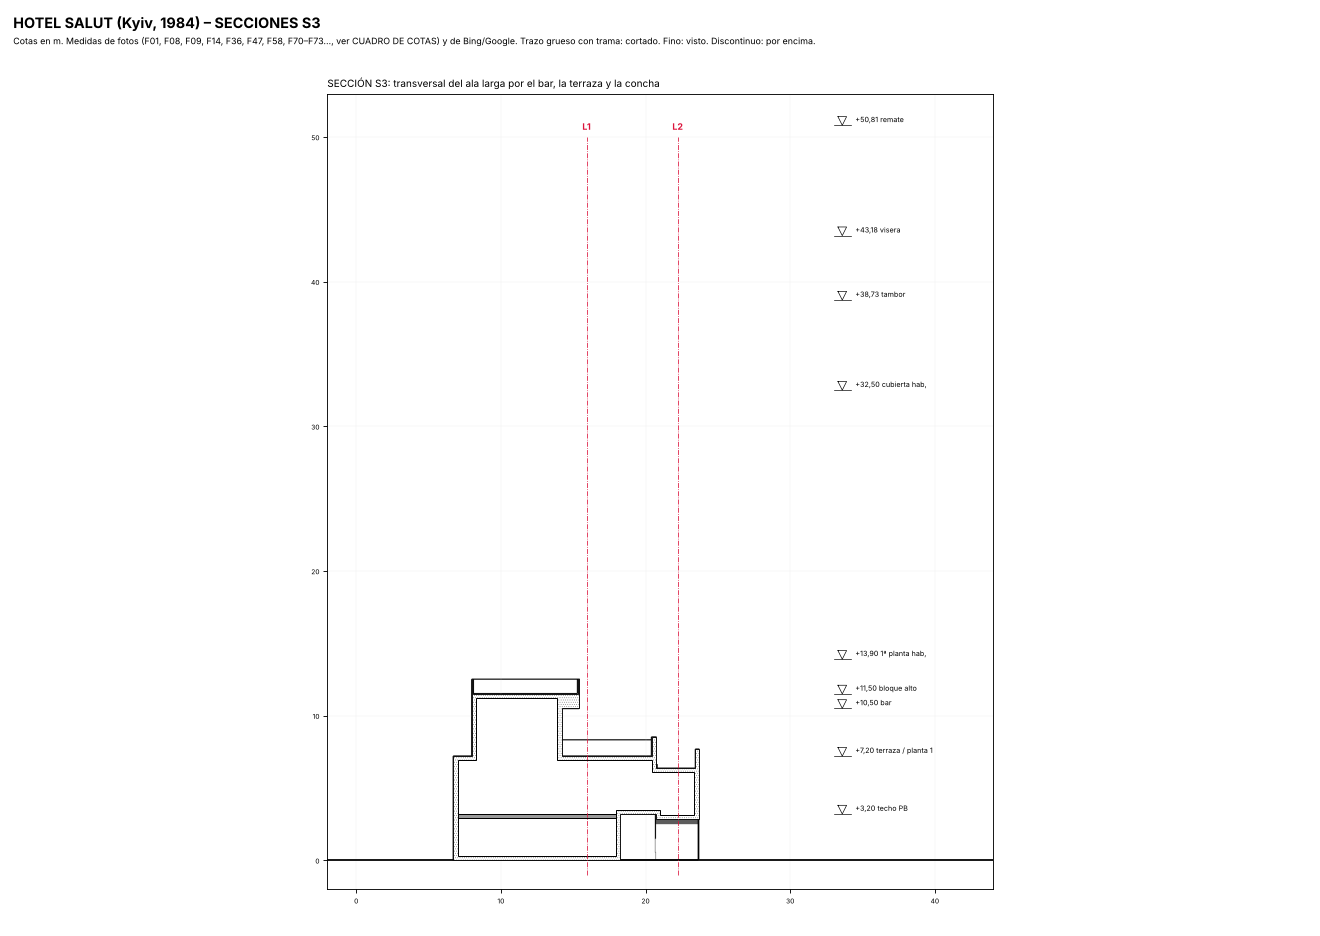 HOTEL SALUT (Kyiv, 1984) – SECCIONES S3
Cotas en m. Medidas de fotos (F01, F08, F09, F14, F36, F47, F58, F70–F73..., ver CUADRO DE COTAS) y de Bing/Google. Trazo grueso con trama: cortado. Fino: visto. Discontinuo: por encima.
SECCIÓN S3: transversal del ala larga por el bar, la terraza y la concha
L1 L2
+50,81 remate
50
+43,18 visera
+38,73 tambor
40
+32,50 cubierta hab,
30
20
+13,90 1ª planta hab,
+11,50 bloque alto
+10,50 bar
10
+7,20 terraza / planta 1
+3,20 techo PB
0
0 10 20 30 40